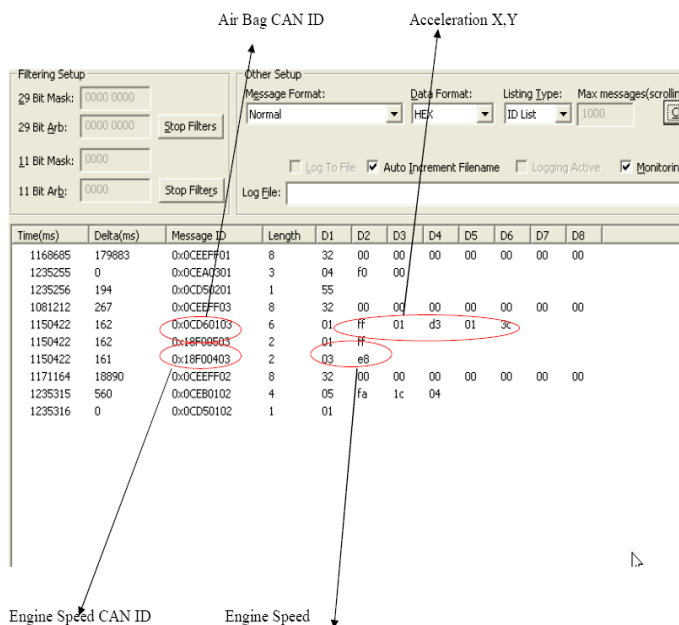 Air Bag CAN ID Acceleration X,Y
Filtering Setup Other Setup
29 Bit Mask: 0000 0000 Message Format: Data Format: Listing Type: Max messages(scrollin
Normal HEX ID List 1000
29 Bit Arb: 0000 0000 Stop Filters
11 Bit Mask: 0000 Log To File Auto Increment Filename Logging Active Monitorin
11 Bit Arb: 0000 Stop Filters Log File:
Time(ms) Delta(ms) Message ID Length D1 D2 D3 D4 D5 D6 D7 D8
1168685 179883 0x0CEEFF01 8 32 00 00 00 00 00 00 00
1235255 0 0x0CEA0301 3 04 f0 00
1235256 194 0x0CD50201 1 55
1081212 267 0x0CEEFF03 8 32 00 00 00 00 00 00 00
1150422 162 0x0CD60103 6 01 ff 01 d3 01 3c
1150422 162 0x18F00503 2 01 ff
1150422 161 0x18F00403 2 03 e8
1171164 18890 0x0CEEFF02 8 32 00 00 00 00 00 00 00
1235315 560 0x0CEB0102 4 05 fa 1c 04
1235316 0 0x0CD50102 1 01
Engine Speed CAN ID Engine Speed